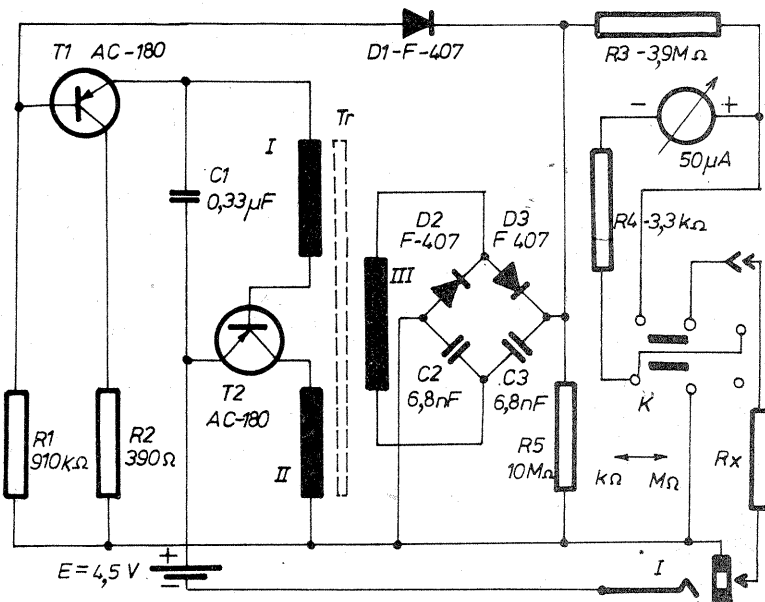 T1 AC-180
D1-F-407
R3-3,9MΩ
Tr
- +
50µA
I
C1
0,33µF
R4-3,3kΩ
D2
F-407
D3
F 407
III
T2
AC-180
C2
6,8nF
C3
6,8nF
K
R1
910kΩ
R2
390Ω
II
R5
10MΩ
kΩ MΩ
Rx
E=4,5 V
+
-
I